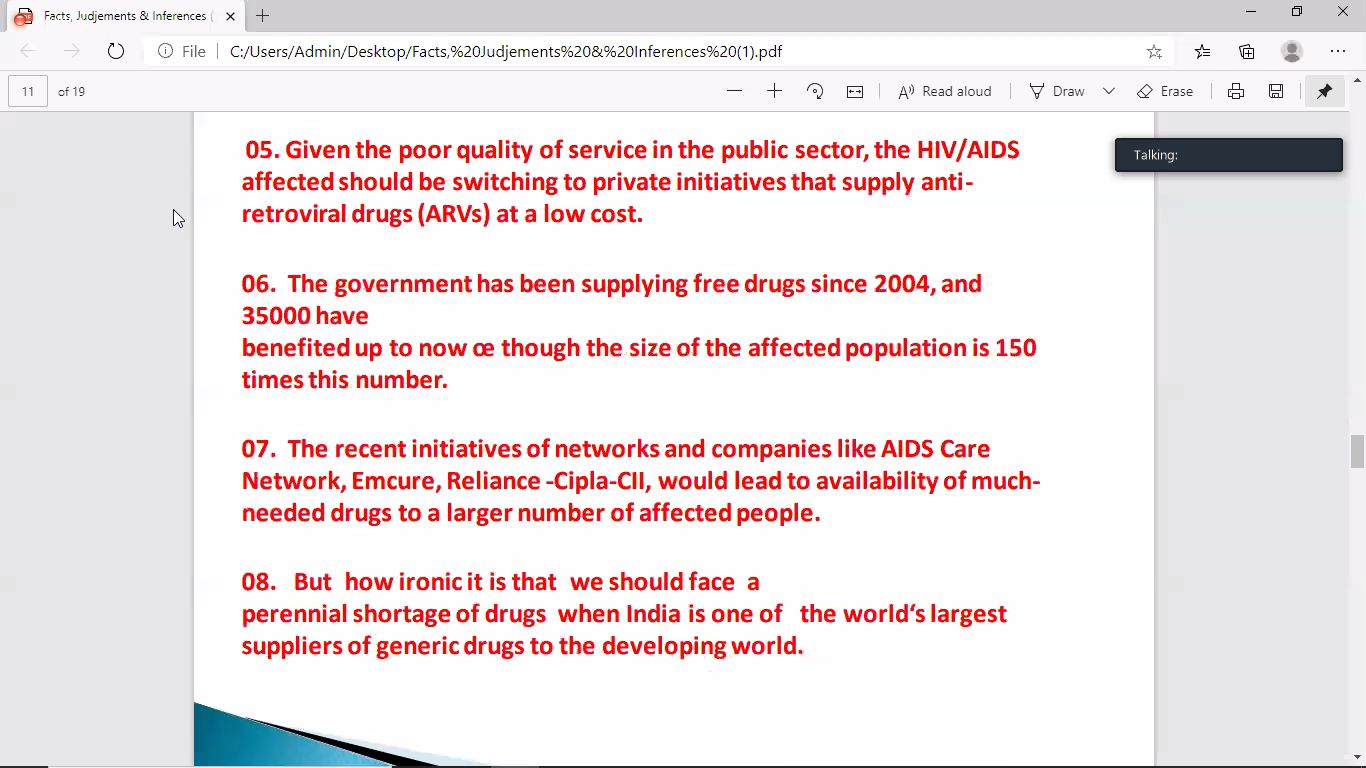 Facts, Judjements & Inferences (
File
C:/Users/Admin/Desktop/Facts,%20Judjements%20&%20Inferences%20(1).pdf
11 of 19
Read aloud
Draw
Erase
Talking:
05. Given the poor quality of service in the public sector, the HIV/AIDS
affected should be switching to private initiatives that supply anti-
retroviral drugs (ARVs) at a low cost.
06. The government has been supplying free drugs since 2004, and
35000 have
benefited up to now œ though the size of the affected population is 150
times this number.
07. The recent initiatives of networks and companies like AIDS Care
Network, Emcure, Reliance -Cipla-CII, would lead to availability of much-
needed drugs to a larger number of affected people.
08. But how ironic it is that we should face a
perennial shortage of drugs when India is one of the world‘s largest
suppliers of generic drugs to the developing world.